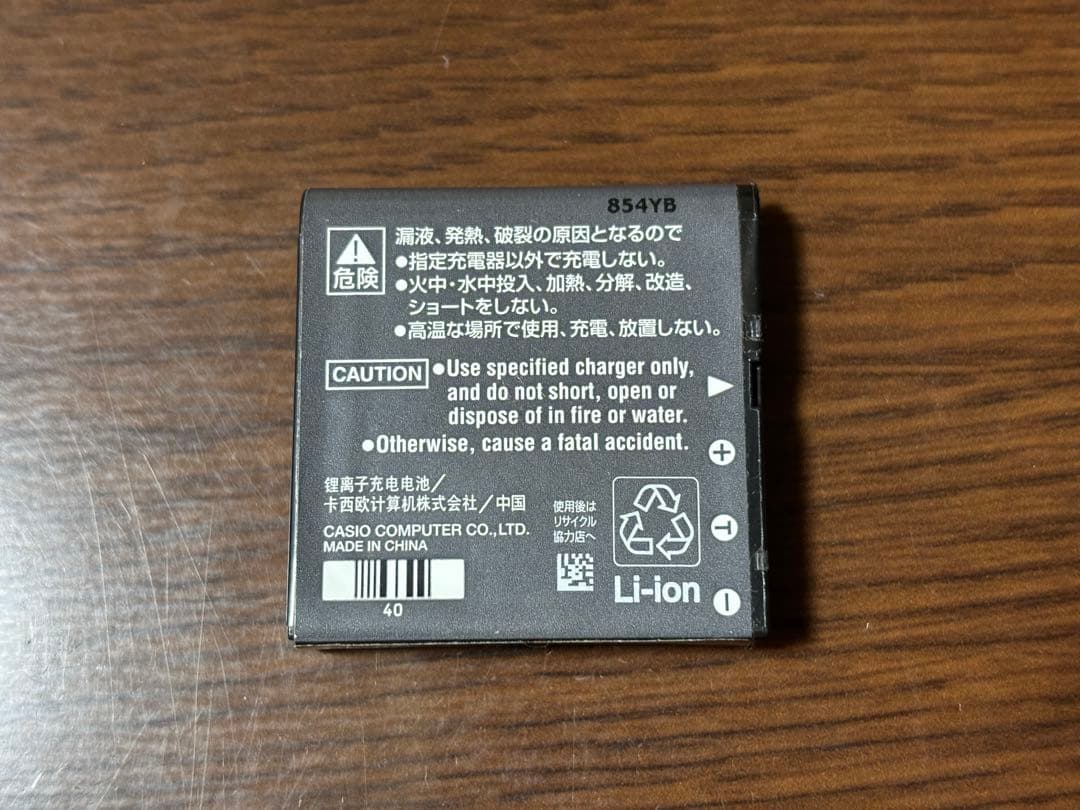 854YB
危険
漏液、発熱、破裂の原因となるので
●指定充電器以外で充電しない。
●火中・水中投入、加熱、分解、改造、
ショートをしない。
●高温な場所で使用、充電、放置しない。
CAUTION
●Use specified charger only,
and do not short, open or
dispose of in fire or water.
●Otherwise, cause a fatal accident.
锂离子充电电池／
卡西欧计算机株式会社／中国
CASIO COMPUTER CO.,LTD.
MADE IN CHINA
40
使用後は
リサイクル
協力店へ
Li-ion
+
T
−